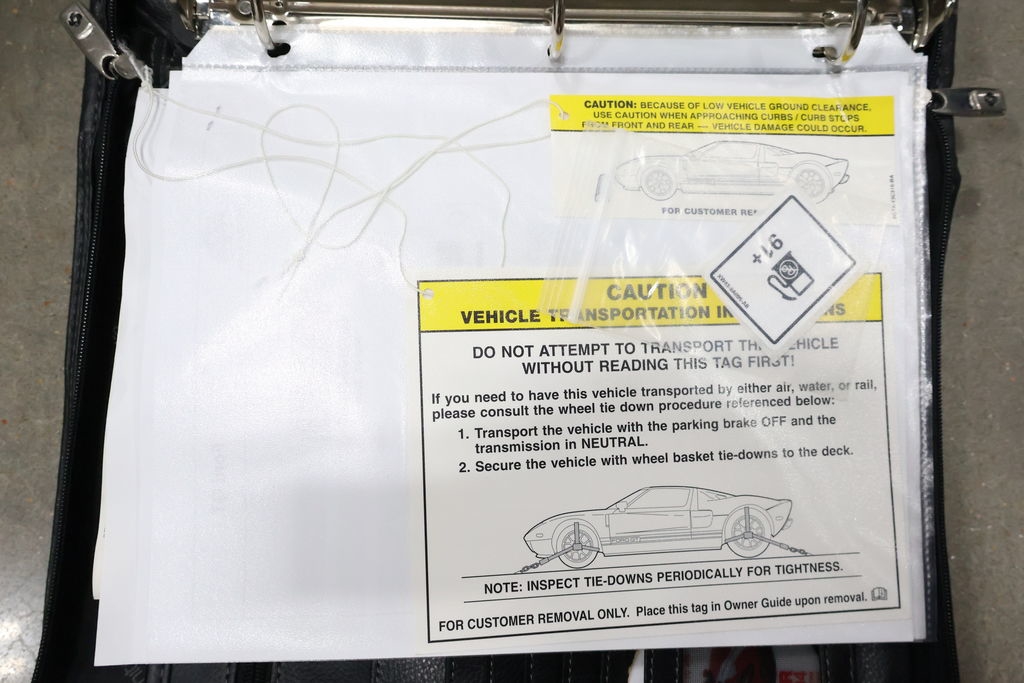 CAUTION: BECAUSE OF LOW VEHICLE GROUND CLEARANCE,
USE CAUTION WHEN APPROACHING CURBS / CURB STOPS
FROM FRONT AND REAR — VEHICLE DAMAGE COULD OCCUR.
FOR CUSTOMER
91+
CAUTION
VEHICLE TRANSPORTATION
DO NOT ATTEMPT TO TRANSPORT THIS VEHICLE
WITHOUT READING THIS TAG FIRST!
If you need to have this vehicle transported by either air, water, or rail,
please consult the wheel tie down procedure referenced below:
1. Transport the vehicle with the parking brake OFF and the
transmission in NEUTRAL.
2. Secure the vehicle with wheel basket tie-downs to the deck.
FORD GT
NOTE: INSPECT TIE-DOWNS PERIODICALLY FOR TIGHTNESS.
FOR CUSTOMER REMOVAL ONLY. Place this tag in Owner Guide upon removal.